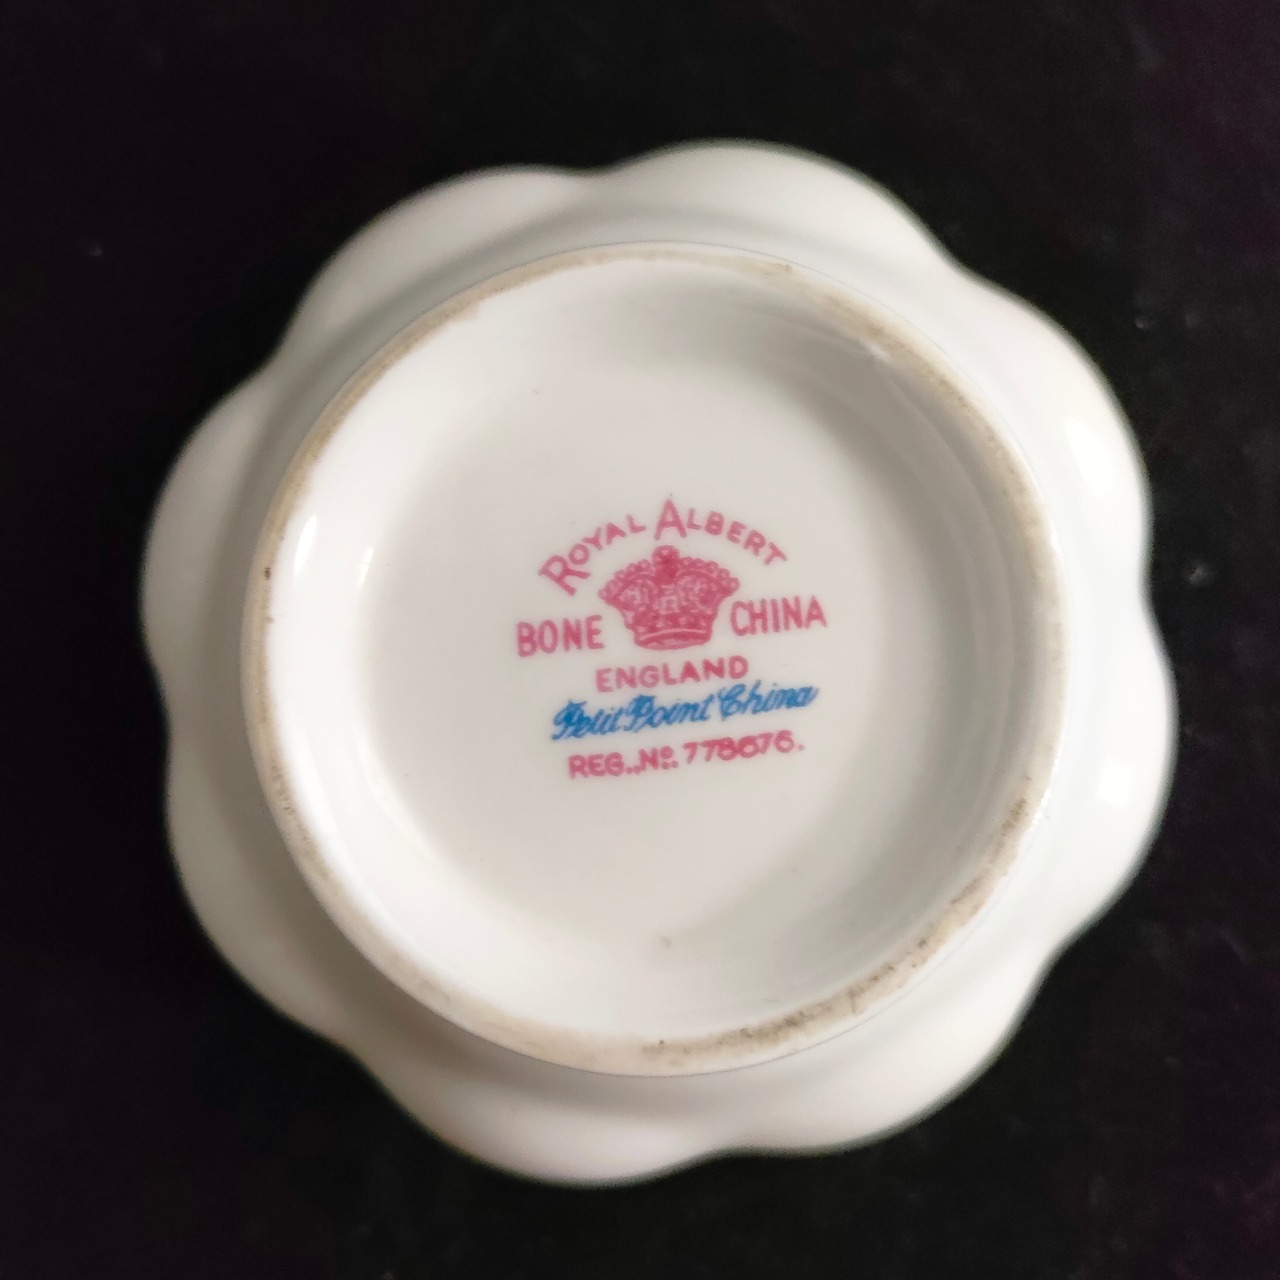 ROYAL ALBERT
BONE CHINA
ENGLAND
Petit Point China
REG., Nº. 778676.